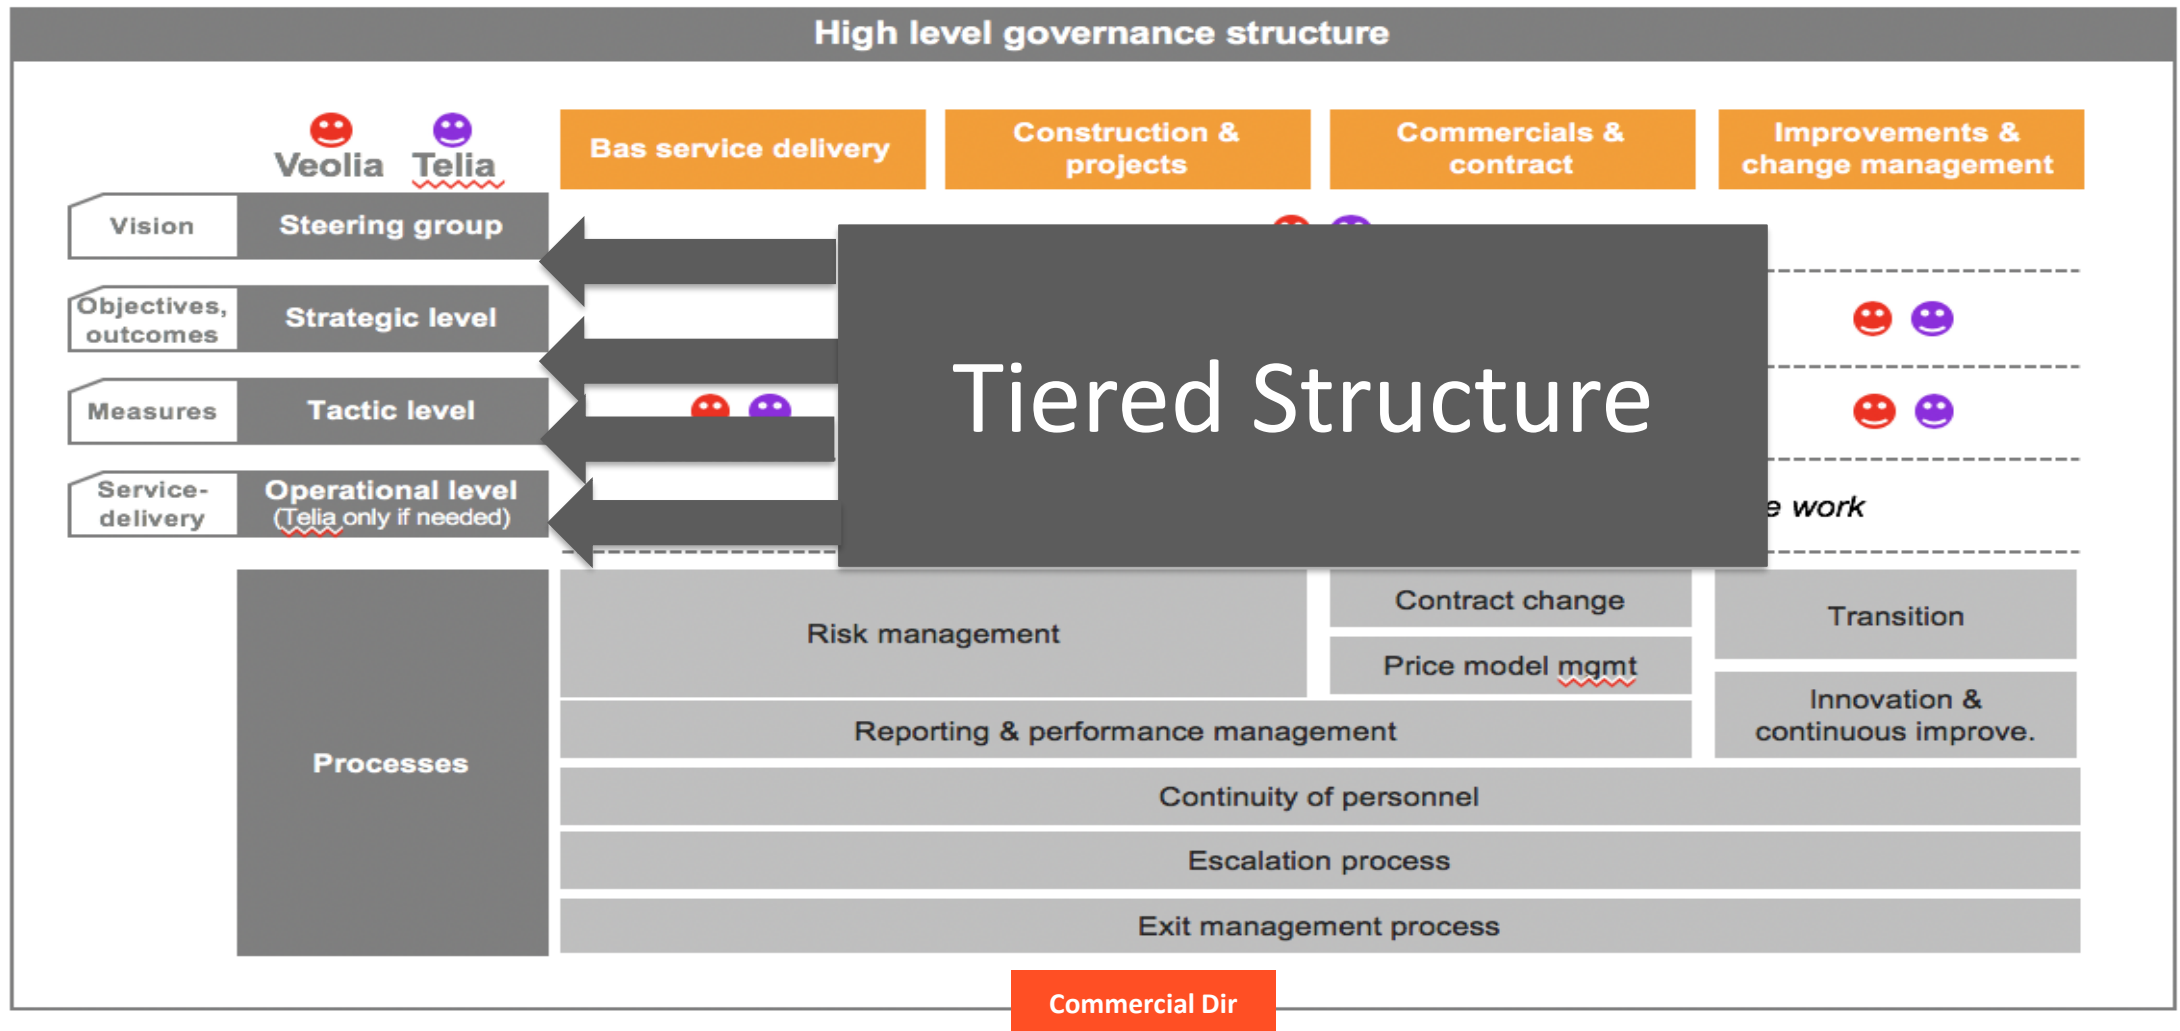 High level governance structure
Veolia
Telia
Bas service delivery
Construction &
projects
Commercials &
contract
Improvements &
change management
Vision
Steering group
Objectives,
outcomes
Strategic level
Measures
Tactic level
Service-
delivery
Operational level
(Telia only if needed)
Tiered Structure
work
Processes
Risk management
Contract change
Price model mgmt
Transition
Innovation &
continuous improve.
Reporting & performance management
Continuity of personnel
Escalation process
Exit management process
Commercial Dir